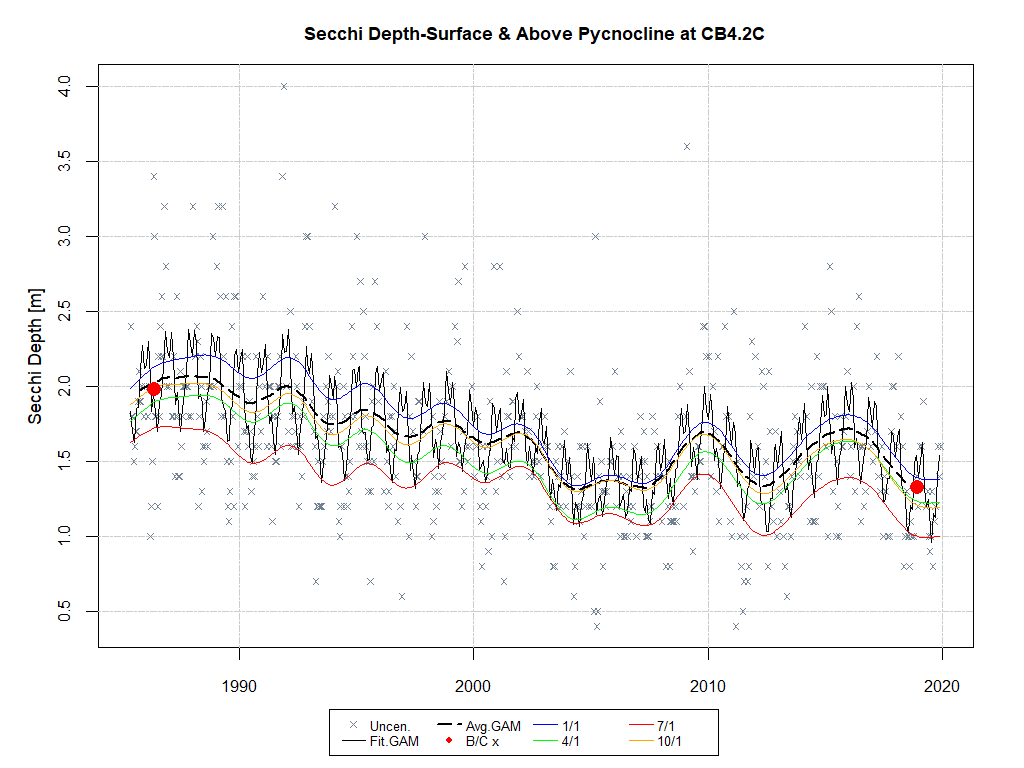 Secchi Depth-Surface & Above Pycnocline at CB4.2C
Secchi Depth [m]
4.0
3.5
3.0
2.5
2.0
1.5
1.0
0.5
1990 2000 2010 2020
Uncen. Avg.GAM 1/1 7/1
Fit.GAM B/C x 4/1 10/1